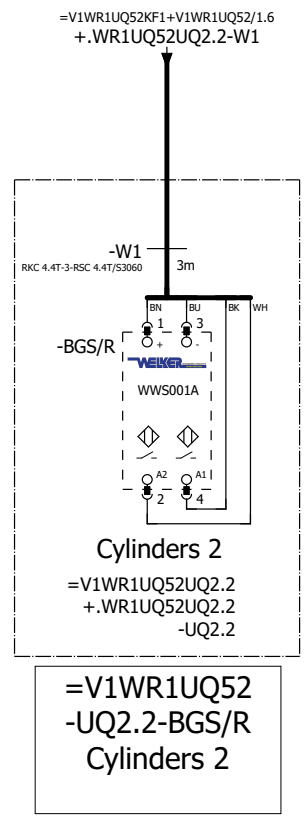 =V1WR1UQ52KF1+V1WR1UQ52/1.6
+.WR1UQ52UQ2.2-W1
-W1
RKC 4.4T-3-RSC 4.4T/S3060
3m
BN BU BK WH
1 3
-BGS/R
+ -
WELKER
WWS001A
A2 A1
2 4
Cylinders 2
=V1WR1UQ52UQ2.2
+.WR1UQ52UQ2.2
-UQ2.2
=V1WR1UQ52
-UQ2.2-BGS/R
Cylinders 2